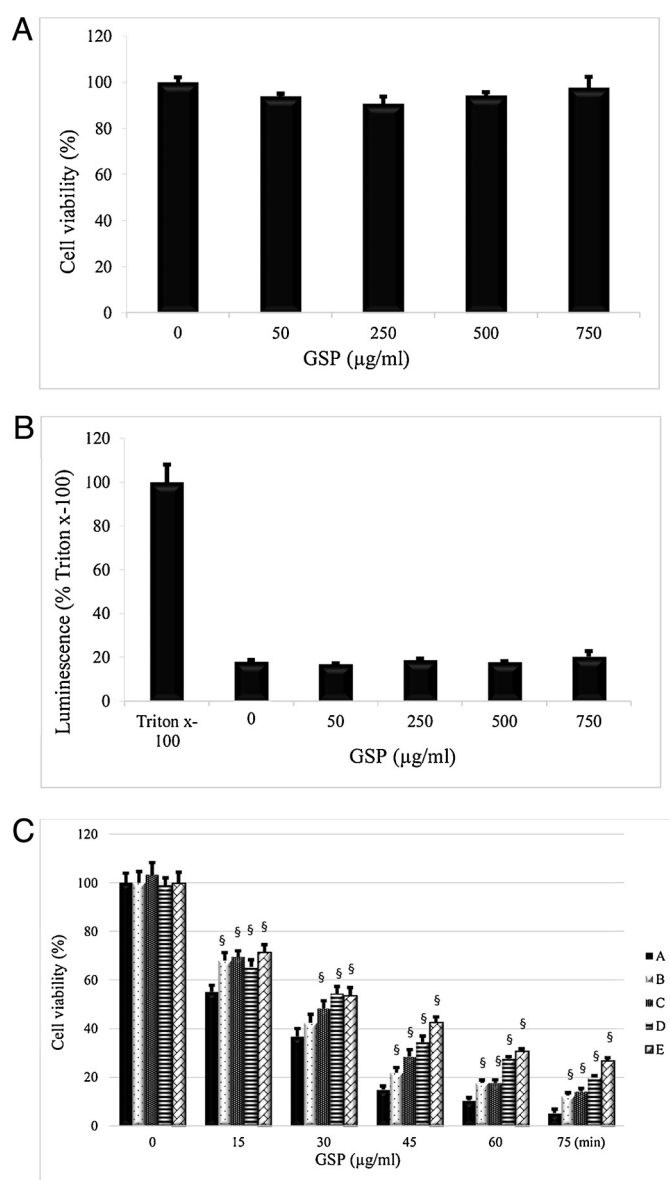 A
120
100
80
60
40
20
0
Cell viability (%)
0 50 250 500 750
GSP (µg/ml)
B
120
100
80
60
40
20
0
Luminescence (% Triton x-100)
Triton x-
100
0 50 250 500 750
GSP (µg/ml)
C
120
100
80
60
40
20
0
Cell viability (%)
§ § § §
§ § §
§ § § §
§ § § §
§ § § §
A
B
C
D
E
0 15 30 45 60 75 (min)
GSP (µg/ml)